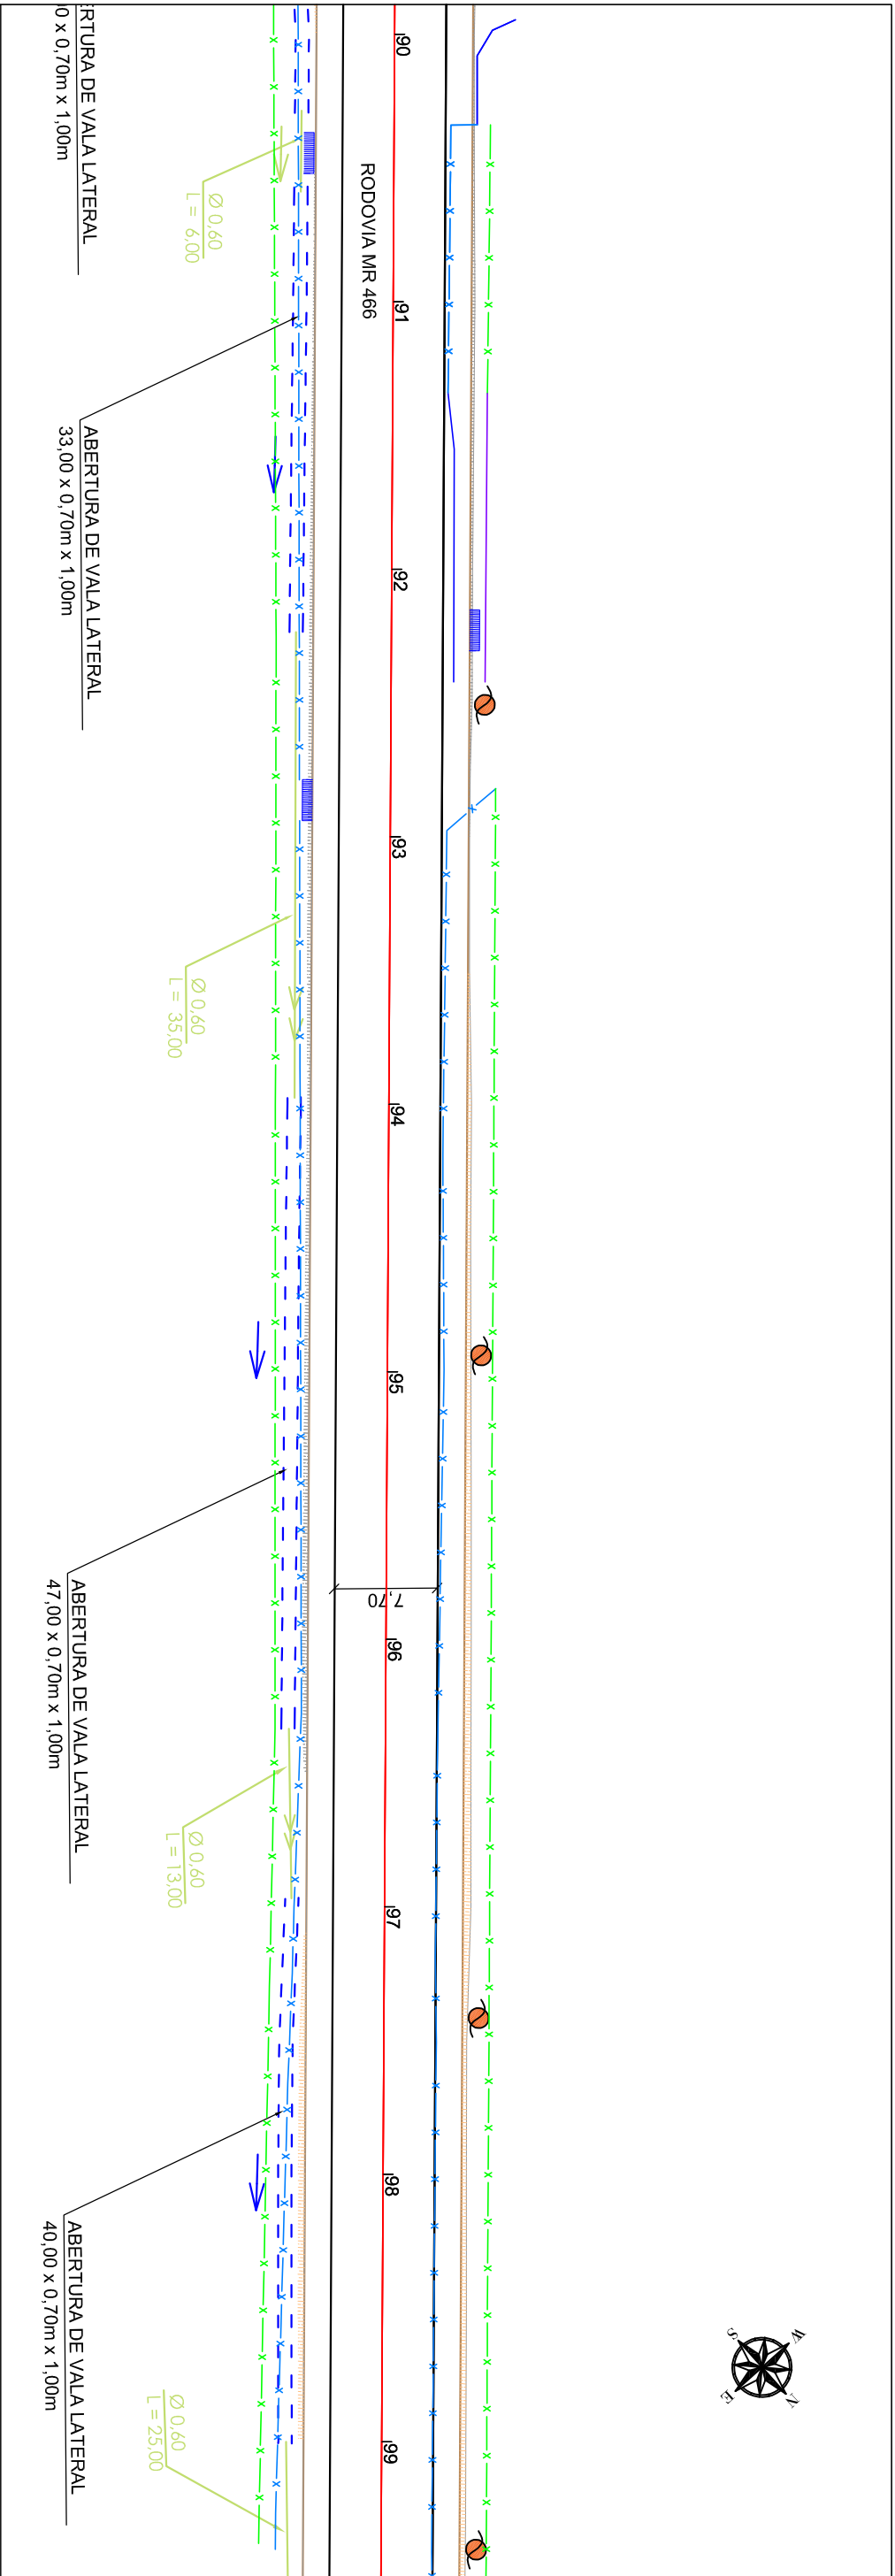 90
91
92
93
94
95
96
97
98
99
RODOVIA MR 466
7,70
RTURA DE VALA LATERAL
0 x 0,70m x 1,00m
Ø 0,60
L = 6,00
ABERTURA DE VALA LATERAL
33,00 x 0,70m x 1,00m
Ø 0,60
L = 35,00
ABERTURA DE VALA LATERAL
47,00 x 0,70m x 1,00m
Ø 0,60
L = 13,00
ABERTURA DE VALA LATERAL
40,00 x 0,70m x 1,00m
Ø 0,60
L = 25,00
W
N
S
E